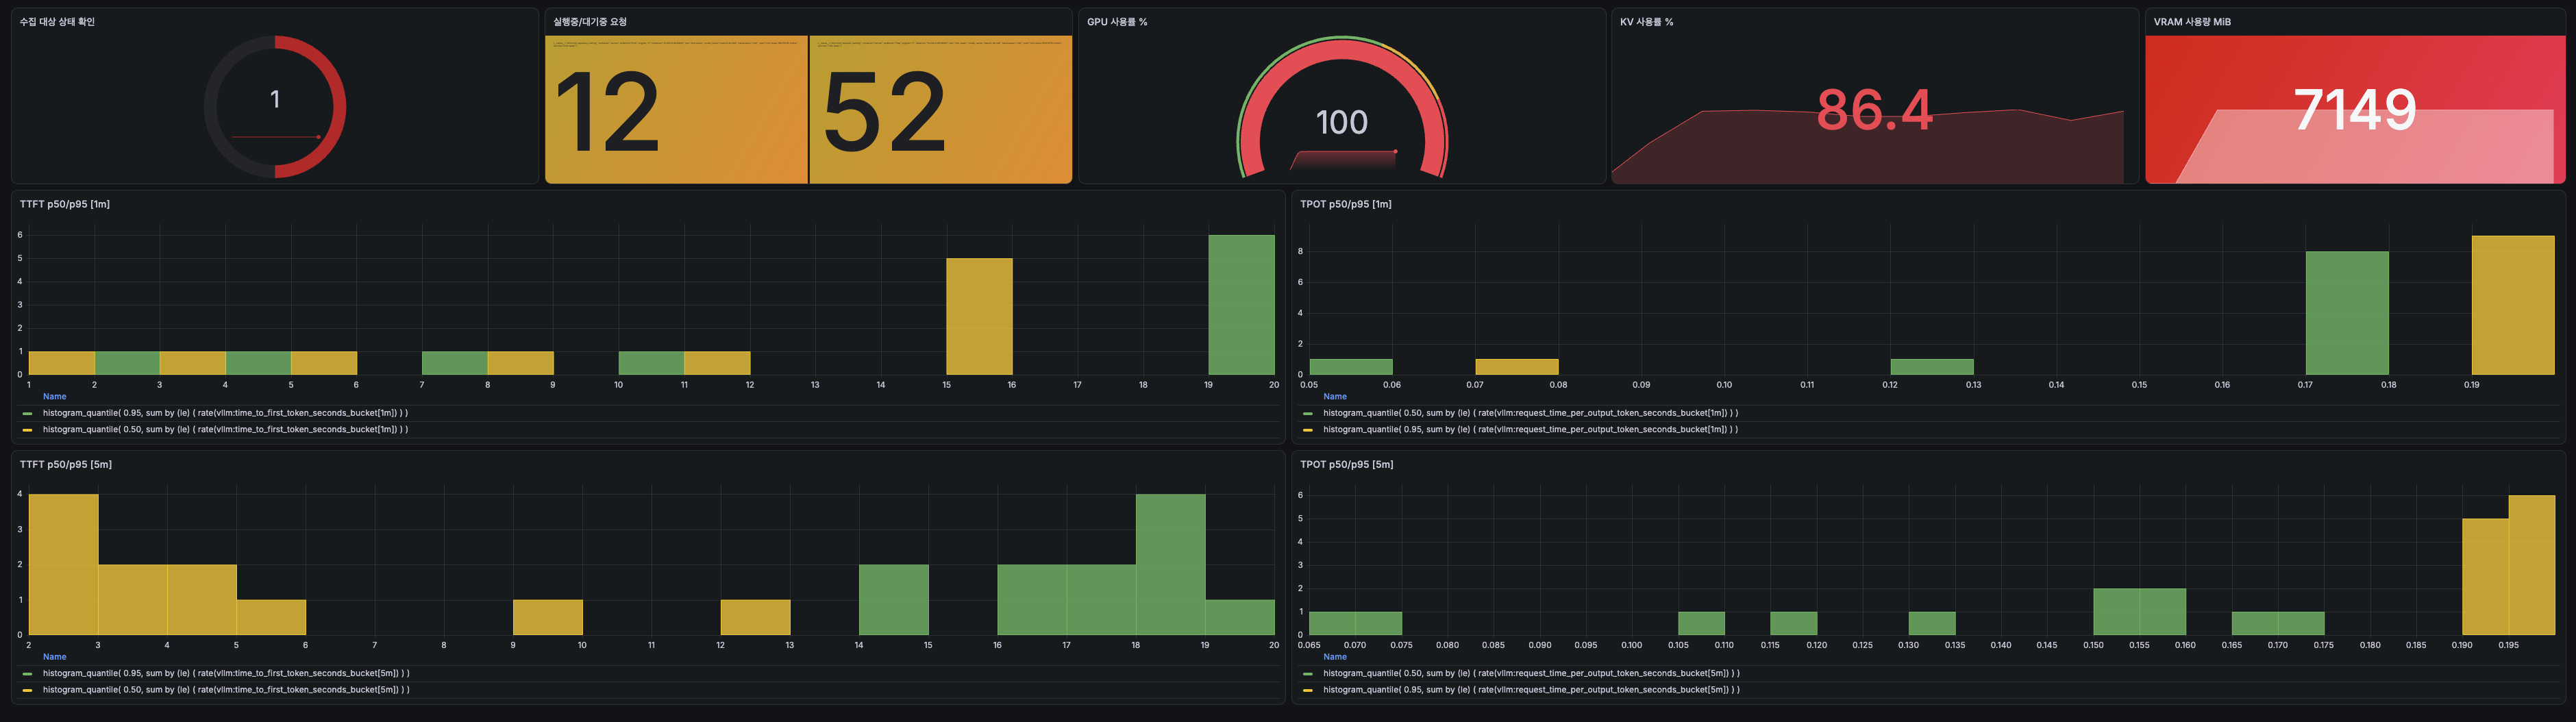 수집 대상 상태 확인
1
실행중/대기중 요청
12
52
GPU 사용률 %
100
KV 사용률 %
86.4
VRAM 사용량 MiB
7149
TTFT p50/p95 [1m]
6
5
4
3
2
1
0
1 2 3 4 5 6 7 8 9 10 11 12 13 14 15 16 17 18 19 20
Name
histogram_quantile( 0.95, sum by (le) ( rate(vllm:time_to_first_token_seconds_bucket[1m]) ) )
histogram_quantile( 0.50, sum by (le) ( rate(vllm:time_to_first_token_seconds_bucket[1m]) ) )
TPOT p50/p95 [1m]
8
6
4
2
0
0.05 0.06 0.07 0.08 0.09 0.10 0.11 0.12 0.13 0.14 0.15 0.16 0.17 0.18 0.19
Name
histogram_quantile( 0.50, sum by (le) ( rate(vllm:request_time_per_output_token_seconds_bucket[1m]) ) )
histogram_quantile( 0.95, sum by (le) ( rate(vllm:request_time_per_output_token_seconds_bucket[1m]) ) )
TTFT p50/p95 [5m]
4
3
2
1
0
2 3 4 5 6 7 8 9 10 11 12 13 14 15 16 17 18 19 20
Name
histogram_quantile( 0.95, sum by (le) ( rate(vllm:time_to_first_token_seconds_bucket[5m]) ) )
histogram_quantile( 0.50, sum by (le) ( rate(vllm:time_to_first_token_seconds_bucket[5m]) ) )
TPOT p50/p95 [5m]
6
5
4
3
2
1
0
0.065 0.070 0.075 0.080 0.085 0.090 0.095 0.100 0.105 0.110 0.115 0.120 0.125 0.130 0.135 0.140 0.145 0.150 0.155 0.160 0.165 0.170 0.175 0.180 0.185 0.190 0.195
Name
histogram_quantile( 0.50, sum by (le) ( rate(vllm:request_time_per_output_token_seconds_bucket[5m]) ) )
histogram_quantile( 0.95, sum by (le) ( rate(vllm:request_time_per_output_token_seconds_bucket[5m]) ) )